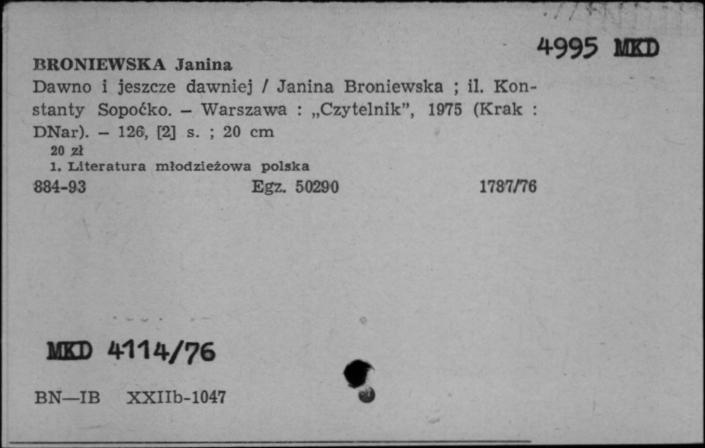 4995 MKD
BRONIEWSKA Janina
Dawno i jeszcze dawniej / Janina Broniewska ; il. Kon-
stanty Sopoćko. — Warszawa : „Czytelnik”, 1975 (Krak :
DNar). — 126, [2] s. ; 20 cm
20 zł
1. Literatura młodzieżowa polska
884-93 Egz. 50290 1787/76
MKD 4114/76
BN—IB XXIIb-1047